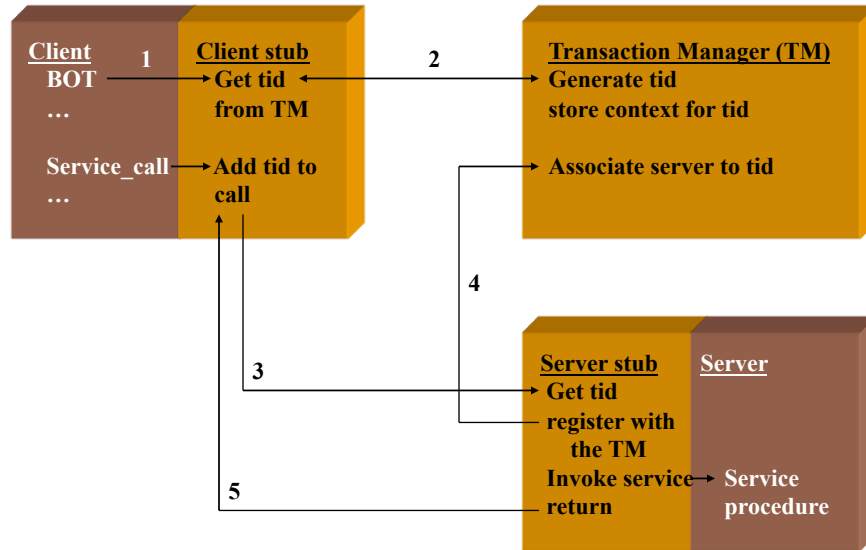 Client
BOT
…
Service_call
…
1
Client stub
Get tid
from TM
Add tid to
call
2
Transaction Manager (TM)
Generate tid
store context for tid
Associate server to tid
4
3
5
Server stub
Get tid
register with
the TM
Invoke service
return
Server
Service
procedure